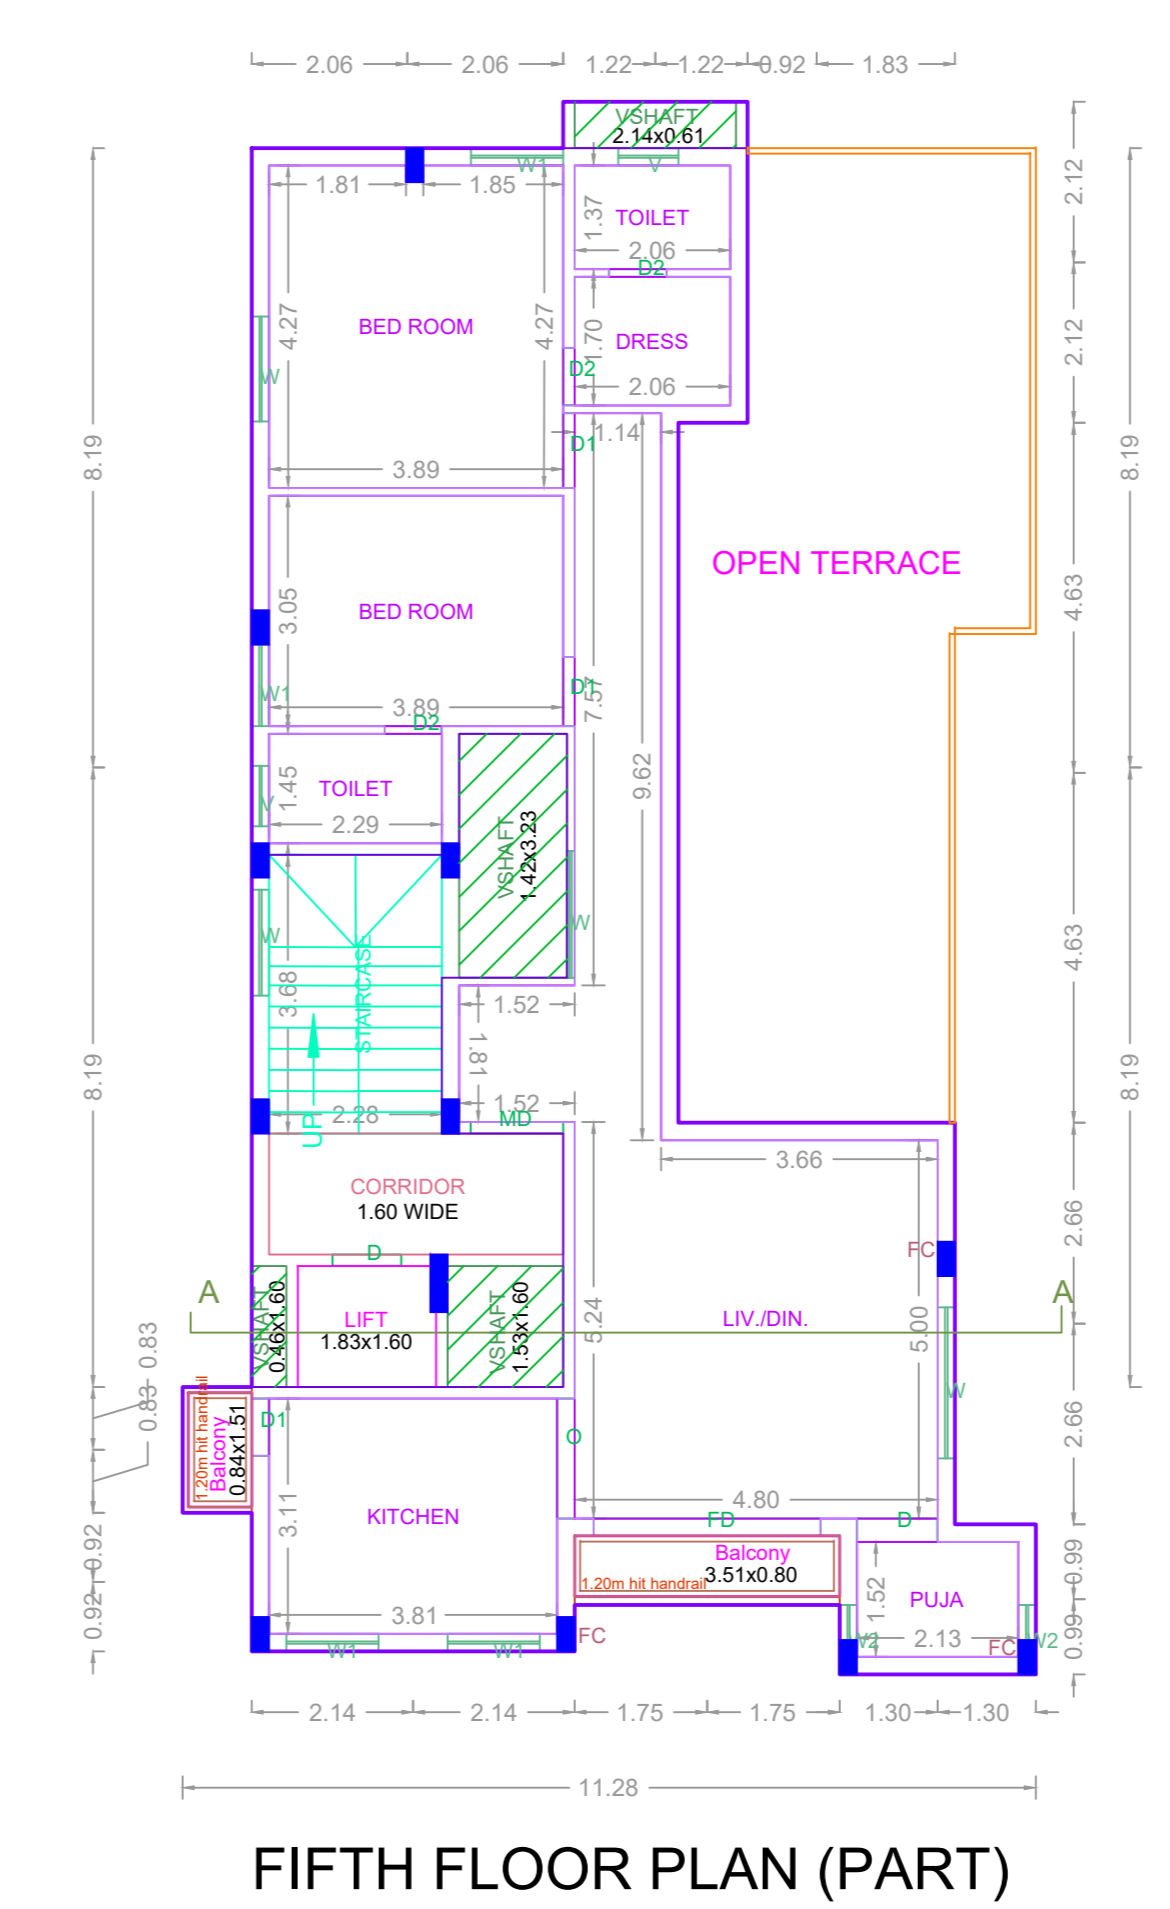 2.06 2.06 1.22 1.22 0.92 1.83
VSHAFT
2.14x0.61
W1 V
1.81 1.85
2.12
1.37
TOILET
2.06
D2
4.27
4.27
BED ROOM
1.70
DRESS
2.12
W
D2
2.06
1.14
D1
8.19
3.89
8.19
OPEN TERRACE
3.05
BED ROOM
4.63
W1
D1
7.57
3.89
D2
9.62
1.45
TOILET
V
2.29
VSHAFT
1.42x3.23
W
W
STAIRCASE
3.68
4.63
1.52
1.81
8.19
8.19
UP
2.28
1.52
MD
3.66
CORRIDOR
1.60 WIDE
2.66
D
FC
A A
VSHAFT
0.46x1.60
LIFT
1.83x1.60
VSHAFT
1.53x1.60
5.24
LIV./DIN.
5.00
0.83
0.83
1.20m hit handrail
Balcony
0.84x1.51
D1
O
W
2.66
3.11
KITCHEN
4.80
FD
D
0.92
0.92
Balcony
3.51x0.80
1.20m hit handrail
1.52
PUJA
2.13
0.99
0.99
3.81
W1 W1
FC
W2
FC
W2
2.14 2.14 1.75 1.75 1.30 1.30
11.28
FIFTH FLOOR PLAN (PART)